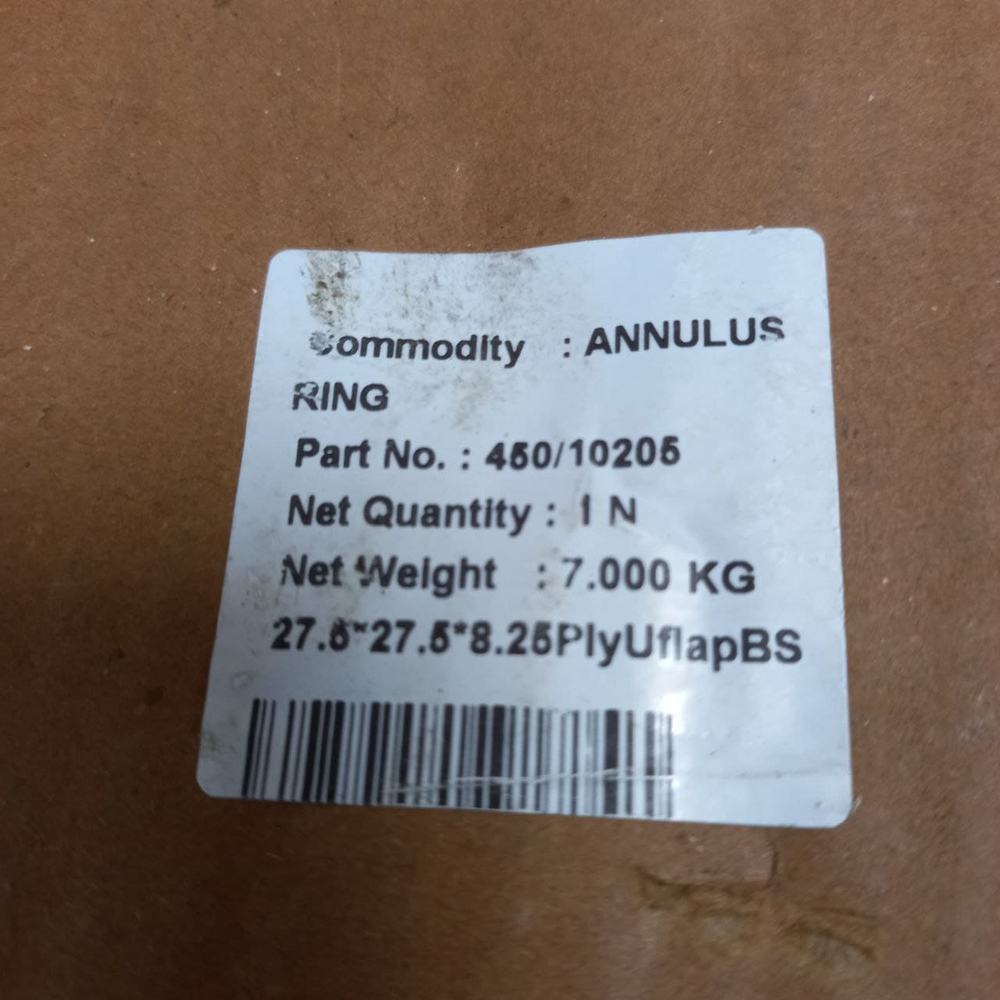 Commodity : ANNULUS
RING
Part No. : 450/10205
Net Quantity : 1 N
Net Weight : 7.000 KG
27.5*27.5*8.25PlyUflapBS